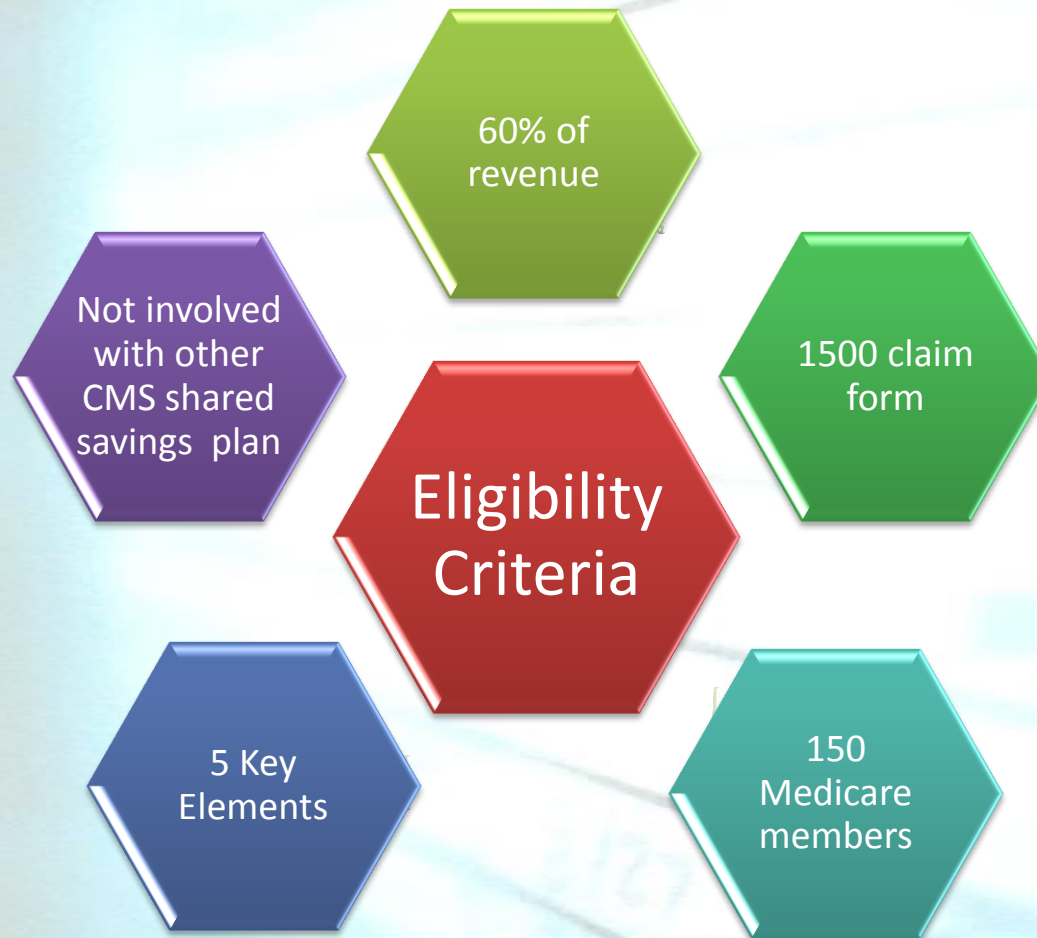 60% of
revenue
Not involved
with other
CMS shared
savings plan
1500 claim
form
Eligibility
Criteria
5 Key
Elements
150
Medicare
members